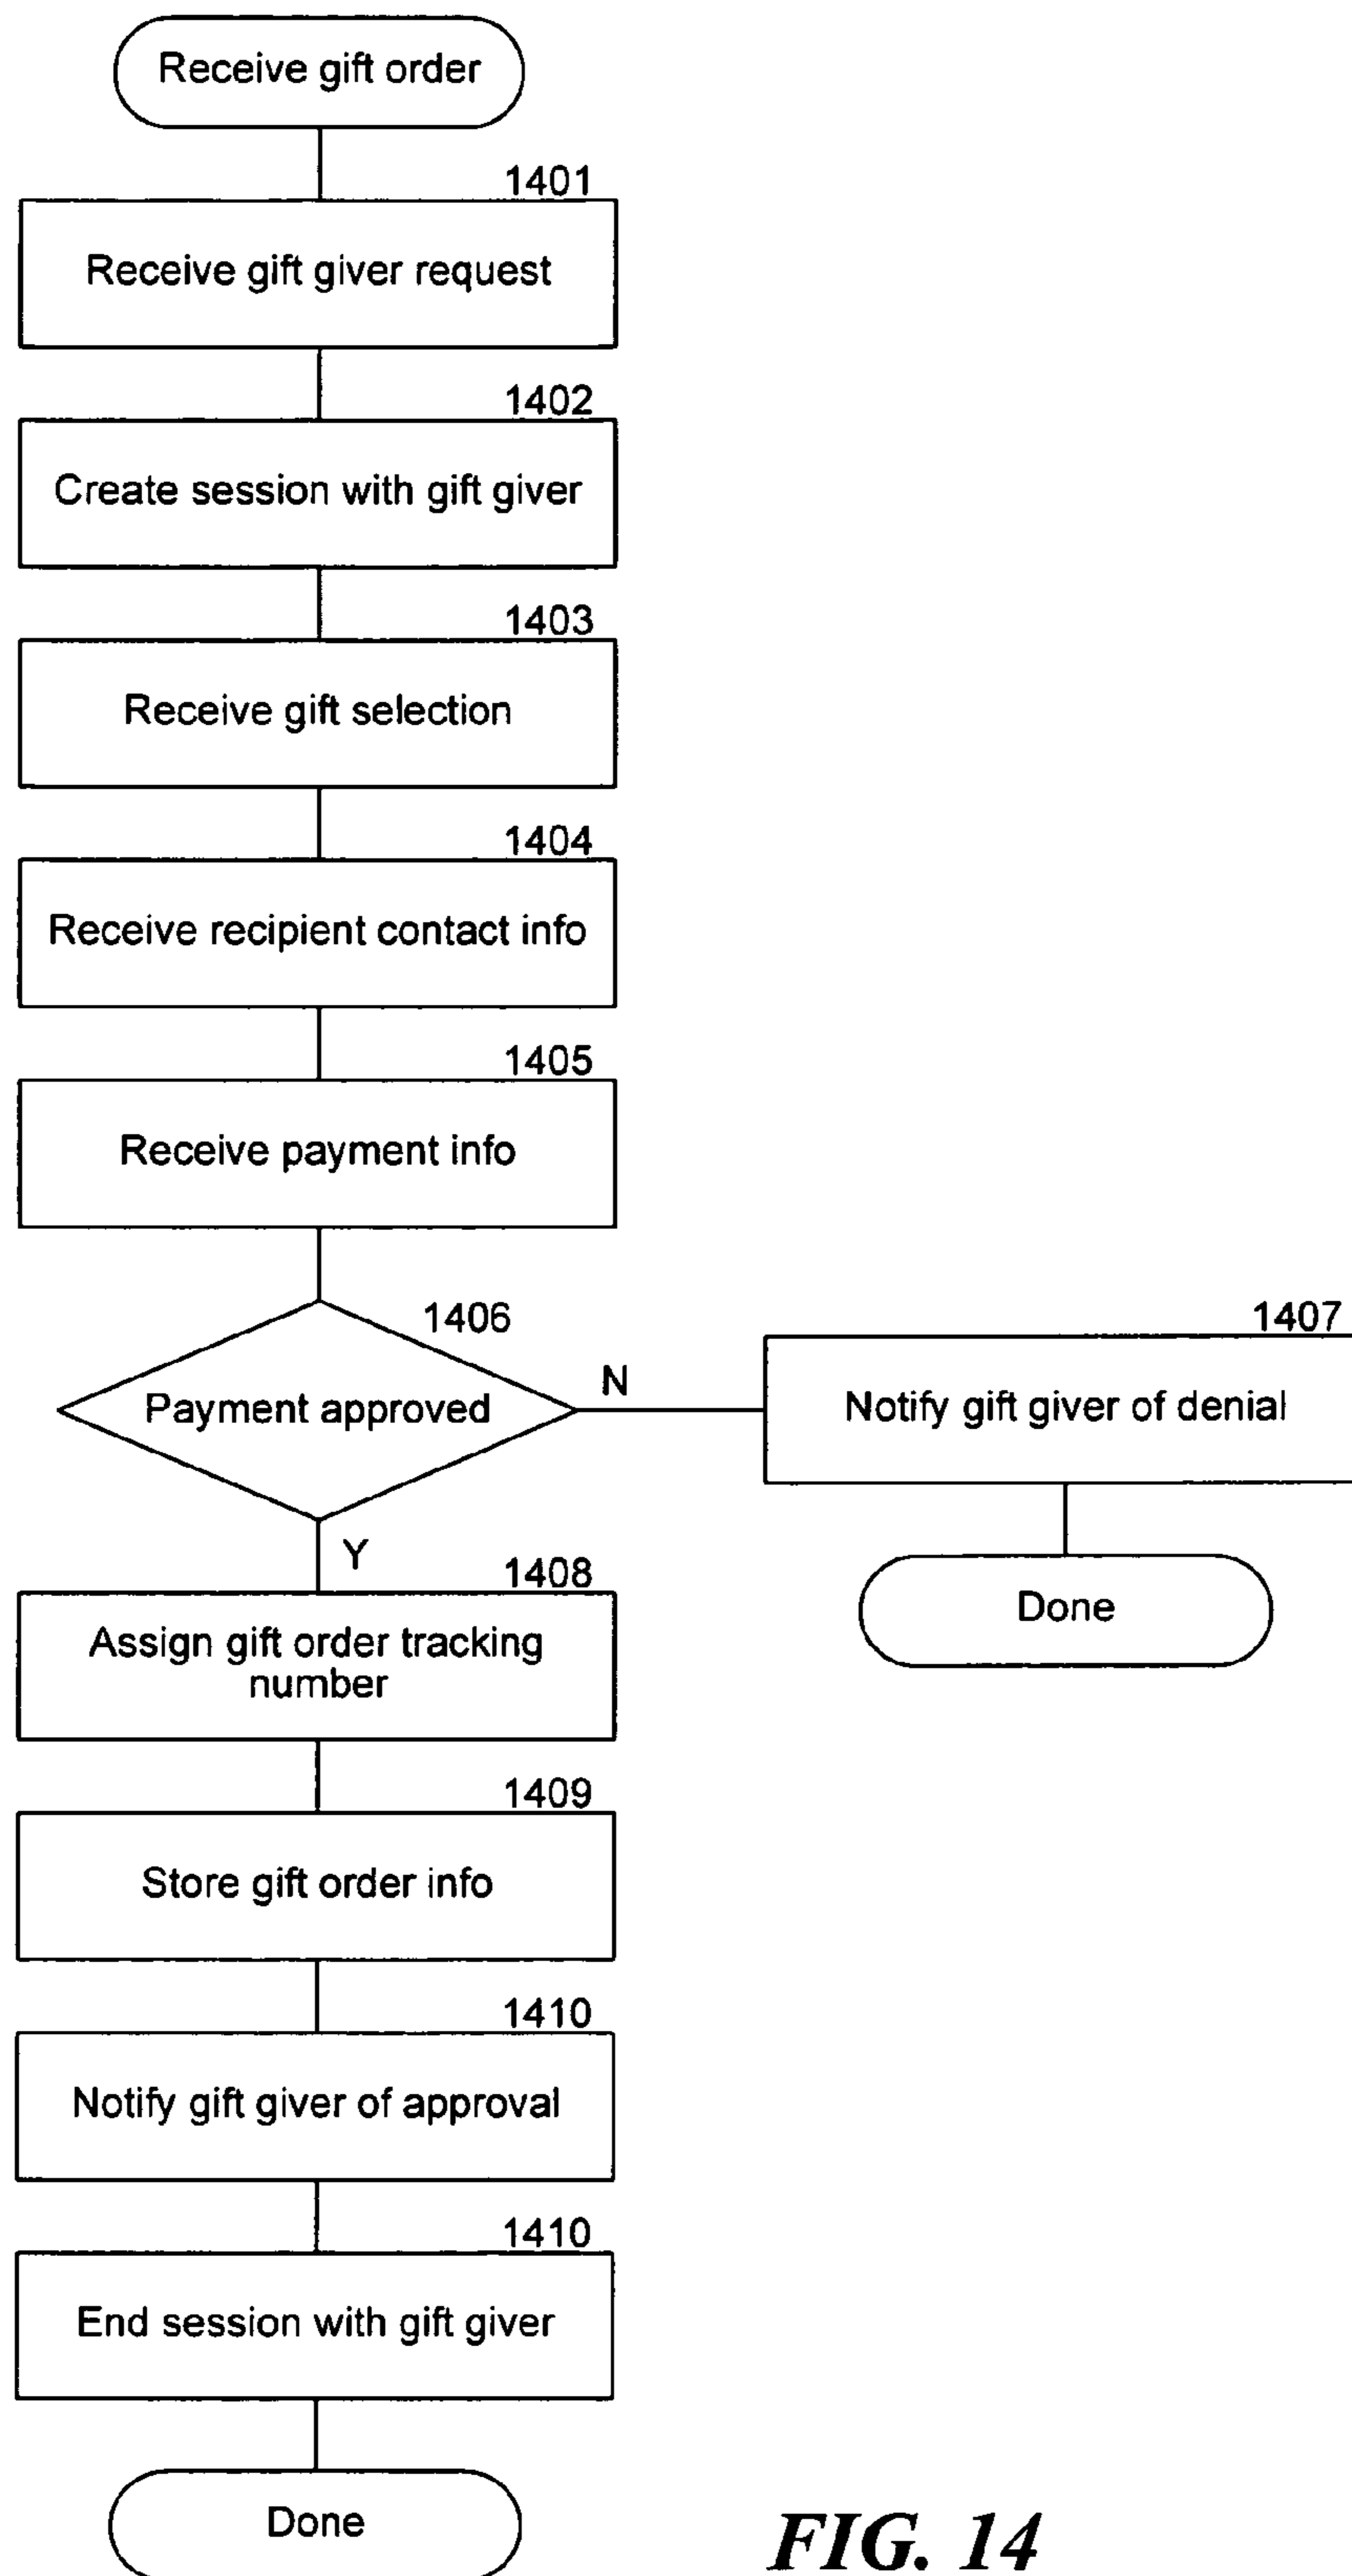 Receive gift order
1401
Receive gift giver request
1402
Create session with gift giver
1403
Receive gift selection
1404
Receive recipient contact info
1405
Receive payment info
1406
Payment approved
N
1407
Notify gift giver of denial
Done
Y
1408
Assign gift order tracking
number
1409
Store gift order info
1410
Notify gift giver of approval
1410
End session with gift giver
Done
FIG. 14